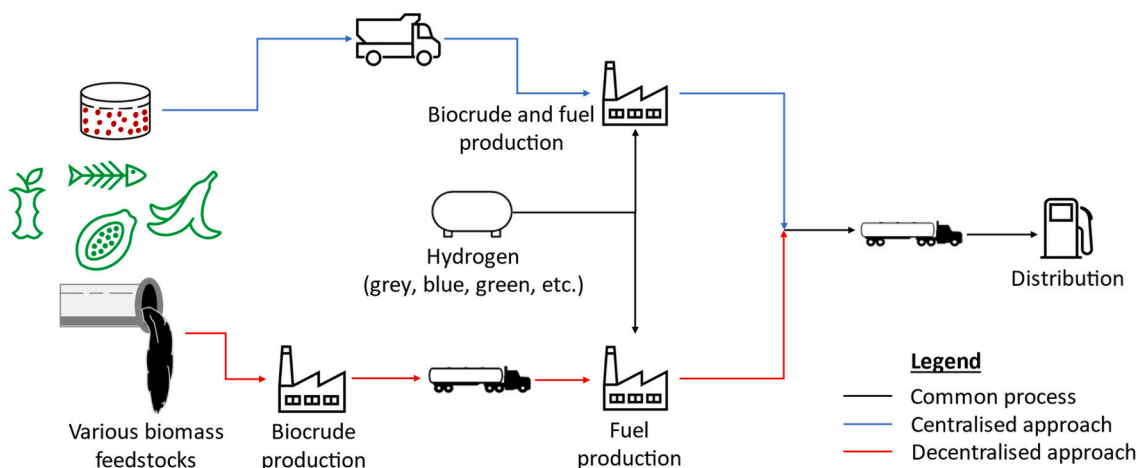 Biocrude and fuel
production
Hydrogen
(grey, blue, green, etc.)
Distribution
Various biomass
feedstocks
Biocrude
production
Fuel
production
Legend
Common process
Centralised approach
Decentralised approach